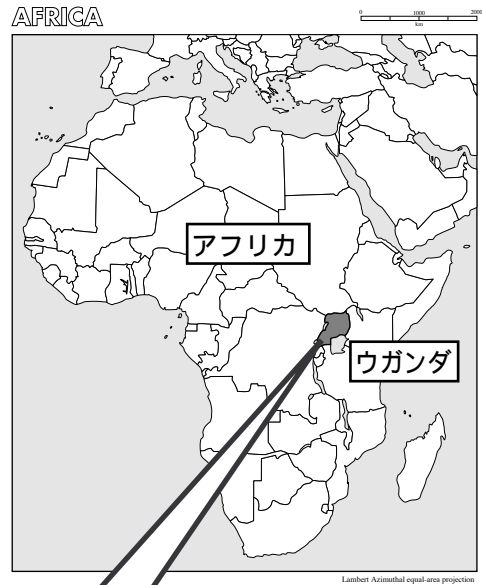 AFRICA
0 1000 2000
km
アフリカ
ウガンダ
Lambert Azimuthal equal-area projection